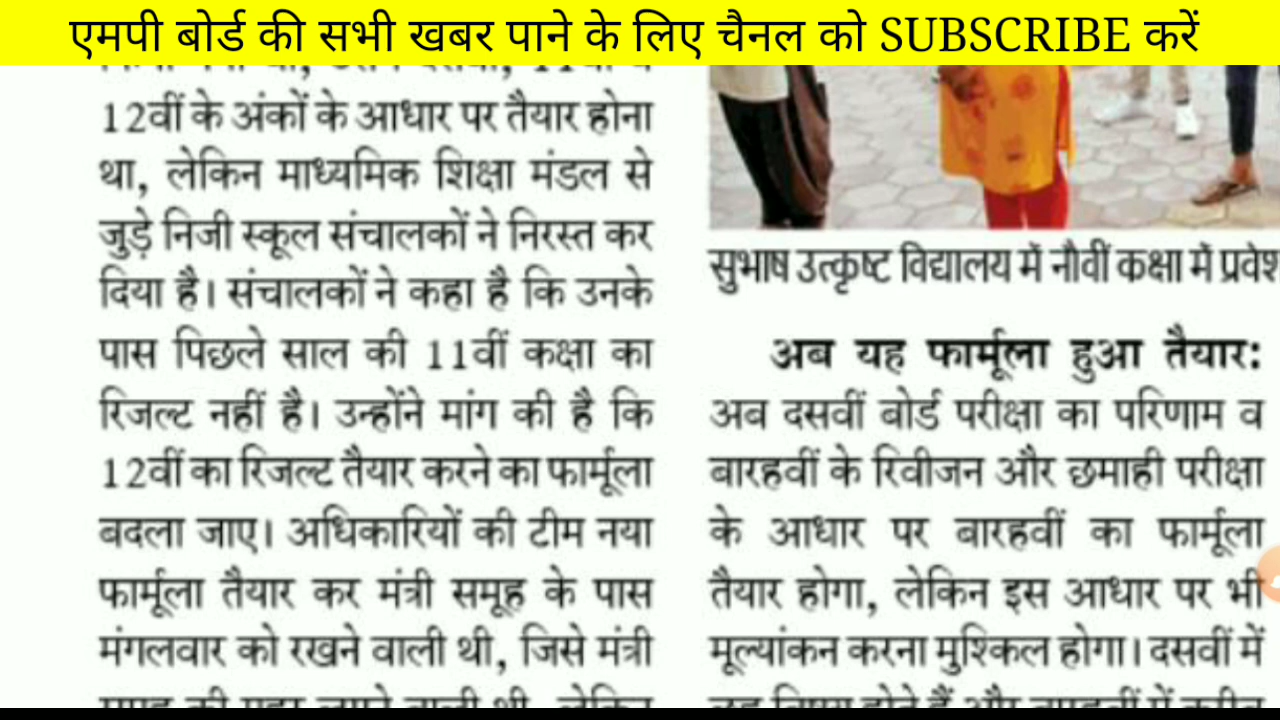 एमपी बोर्ड की सभी खबर पाने के लिए चैनल को SUBSCRIBE करें
12वीं के अंकों के आधार पर तैयार होना
था, लेकिन माध्यमिक शिक्षा मंडल से
जुड़े निजी स्कूल संचालकों ने निरस्त कर
दिया है। संचालकों ने कहा है कि उनके
पास पिछले साल की 11वीं कक्षा का
रिजल्ट नहीं है। उन्होंने मांग की है कि
12वीं का रिजल्ट तैयार करने का फार्मूला
बदला जाए। अधिकारियों की टीम नया
फार्मूला तैयार कर मंत्री समूह के पास
मंगलवार को रखने वाली थी, जिसे मंत्री
सुभाष उत्कृष्ट विद्यालय में नौवीं कक्षा में प्रवेश
अब यह फार्मूला हुआ तैयार:
अब दसवीं बोर्ड परीक्षा का परिणाम व
बारहवीं के रिवीजन और छमाही परीक्षा
के आधार पर बारहवीं का फार्मूला
तैयार होगा, लेकिन इस आधार पर भी
मूल्यांकन करना मुश्किल होगा। दसवीं में